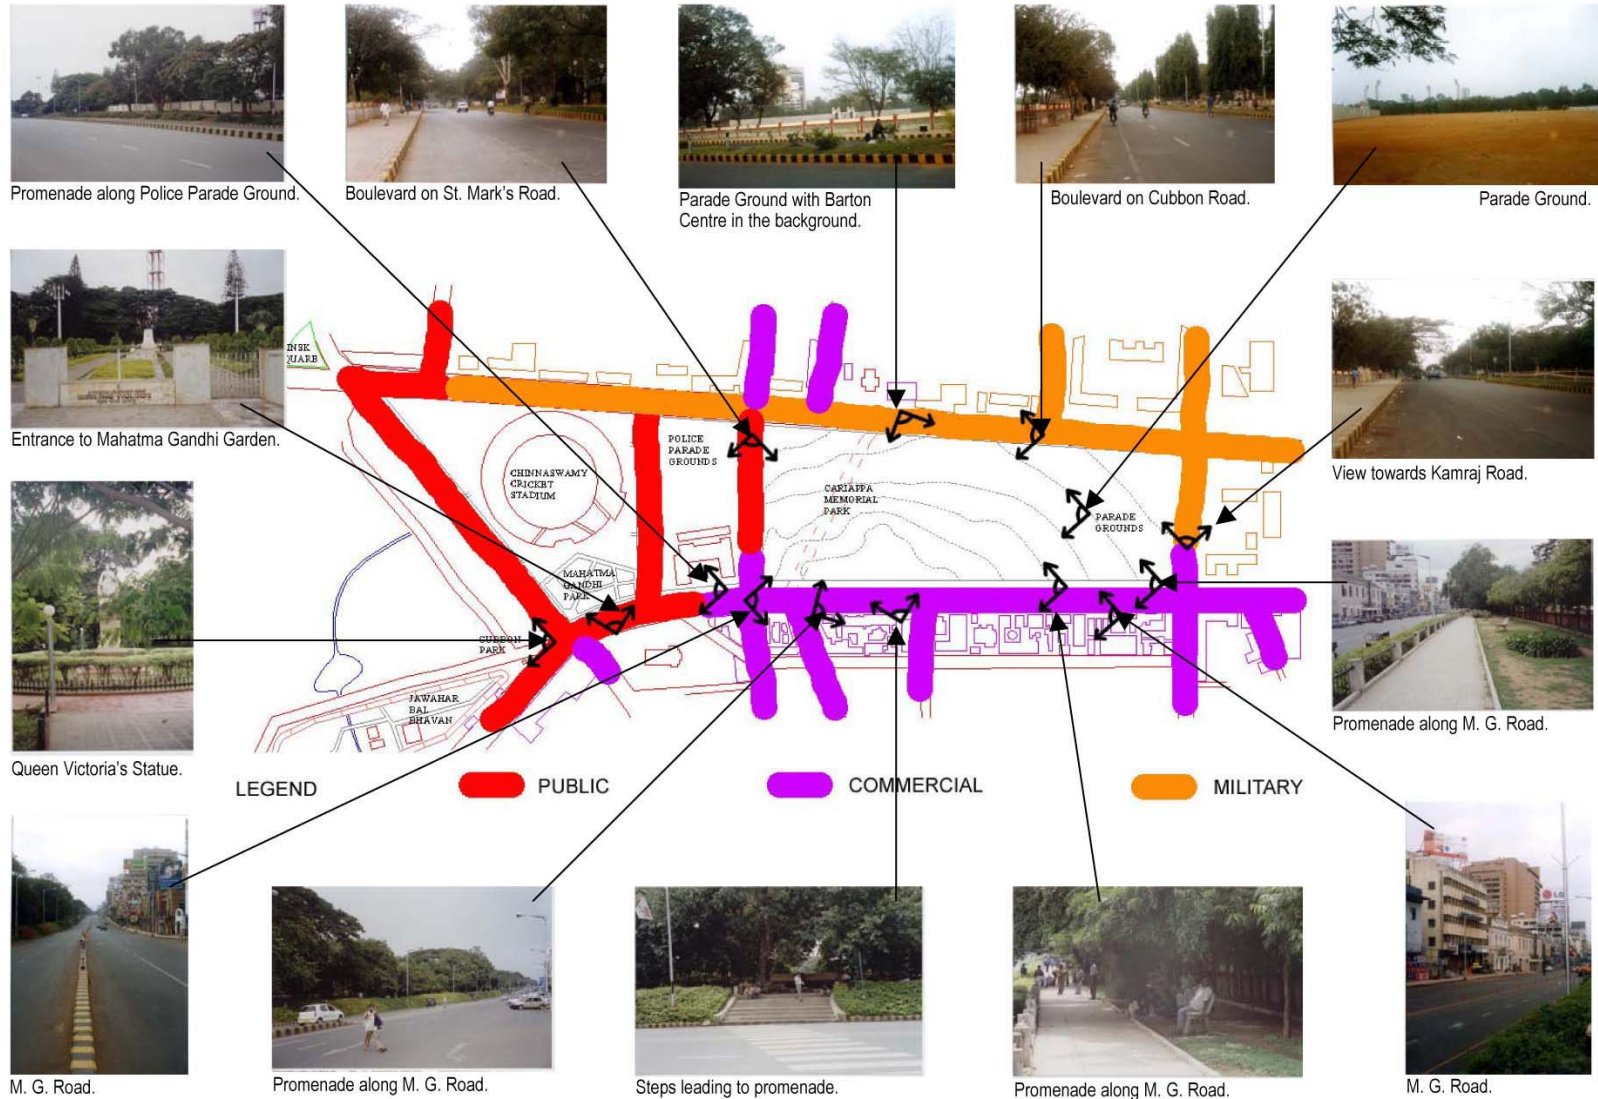 Promenade along Police Parade Ground.
Boulevard on St. Mark's Road.
Parade Ground with Barton
Centre in the background.
Boulevard on Cubbon Road.
Parade Ground.
Entrance to Mahatma Gandhi Garden.
View towards Kamraj Road.
Queen Victoria's Statue.
Promenade along M. G. Road.
INSK
QUARE
POLICE
PARADE
GROUNDS
CHINNASWAMY
CRICKET
STADIUM
CARIAPPA
MEMORIAL
PARK
PARADE
GROUNDS
MAHATMA
GANDHI
PARK
CUBBON
PARK
JAWAHAR
BAL
BHAVAN
LEGEND
PUBLIC
COMMERCIAL
MILITARY
M. G. Road.
Promenade along M. G. Road.
Steps leading to promenade.
Promenade along M. G. Road.
LG
M. G. Road.